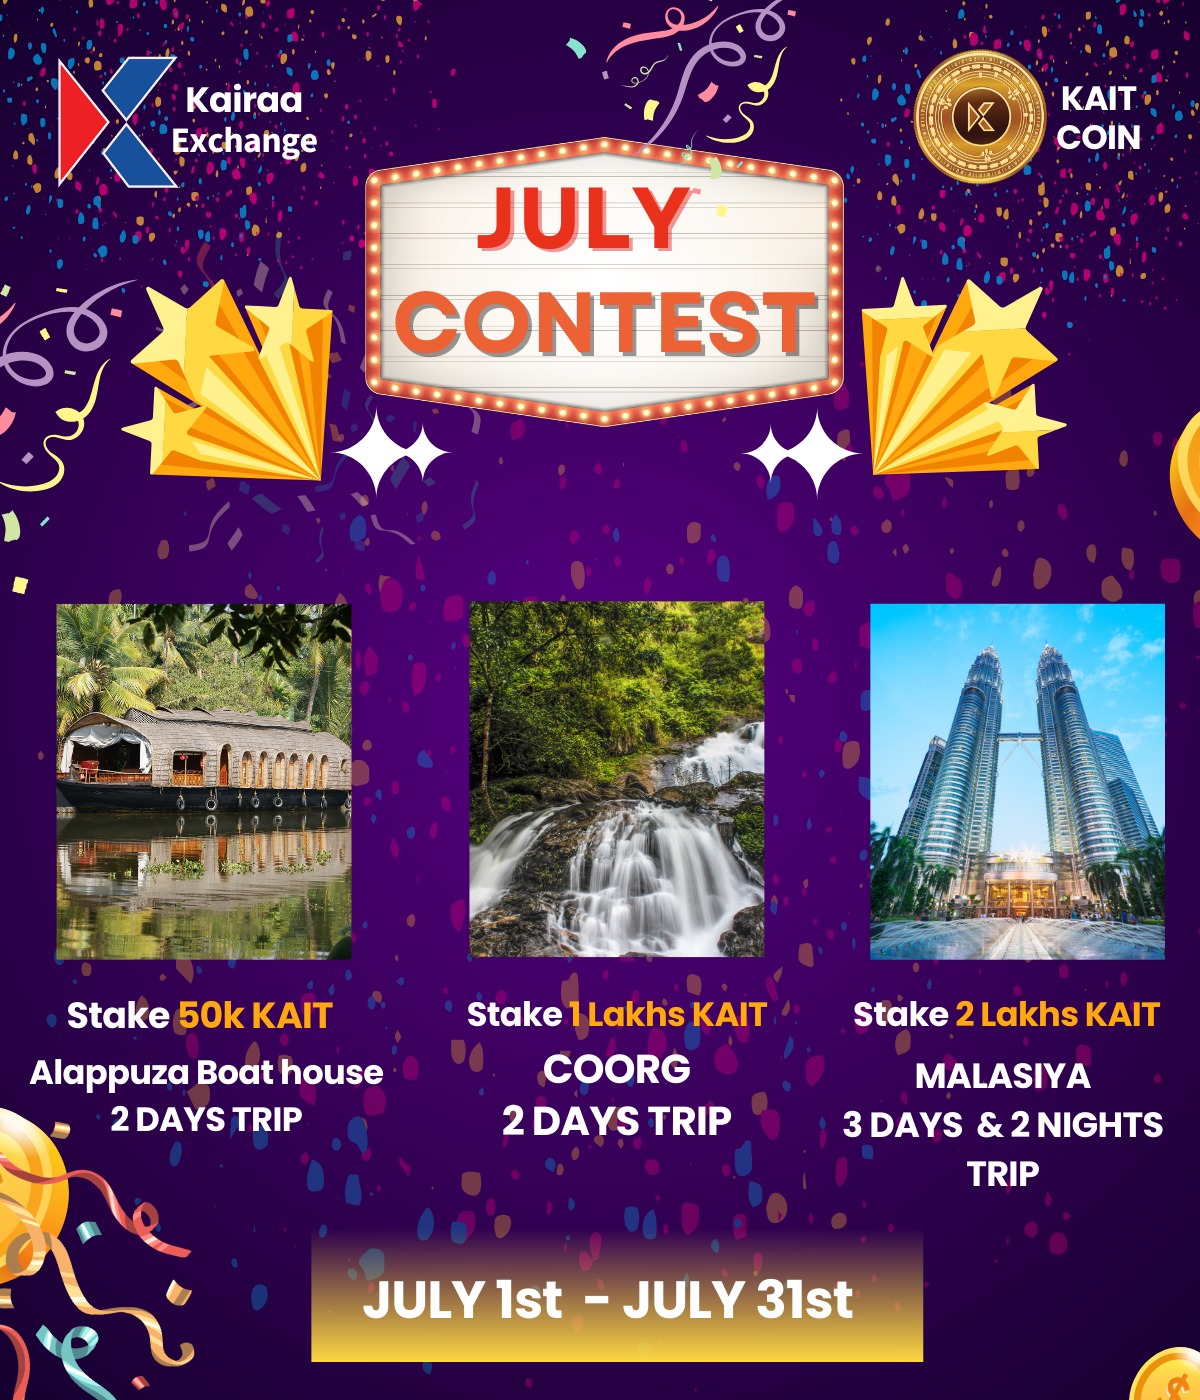 Kairaa
Exchange
KAIT
COIN
JULY
CONTEST
Stake 50k KAIT
Alappuza Boat house
2 DAYS TRIP
Stake 1 Lakhs KAIT
COORG
2 DAYS TRIP
Stake 2 Lakhs KAIT
MALASIYA
3 DAYS & 2 NIGHTS
TRIP
JULY 1st - JULY 31st